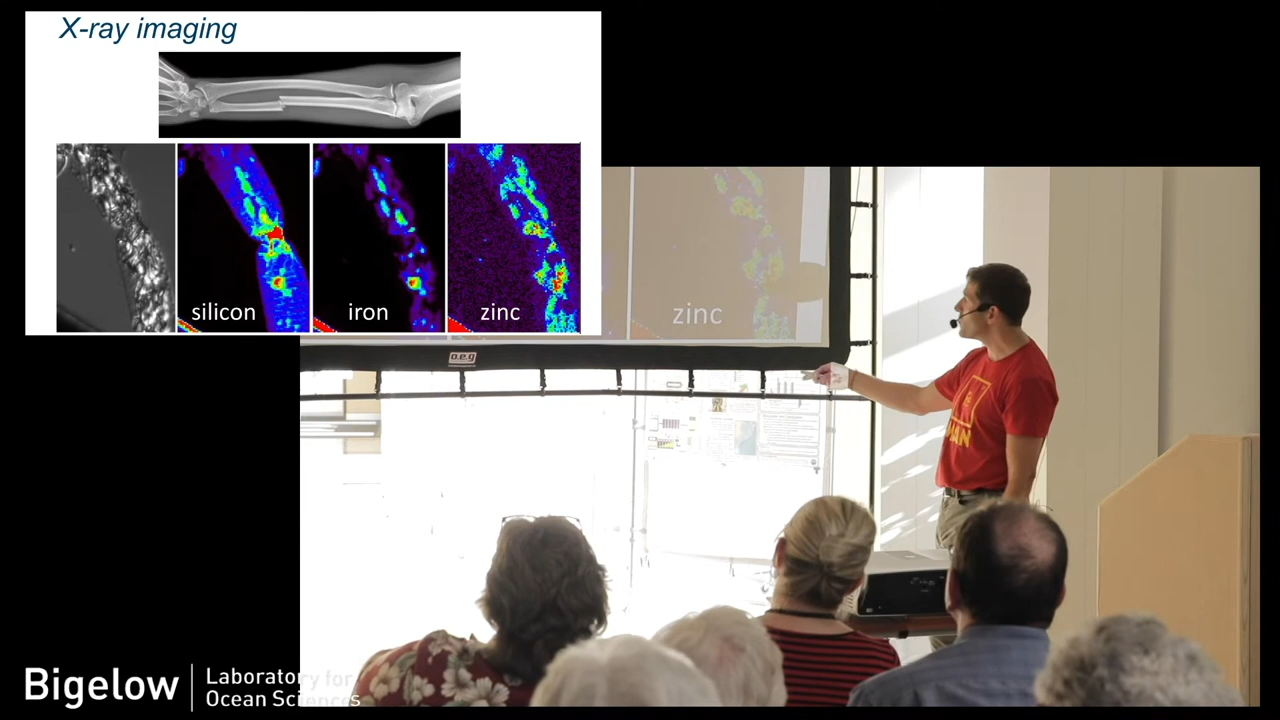 X-ray imaging
silicon
iron
zinc
zinc
o.e.g
Bigelow
Laboratory for
Ocean Sciences